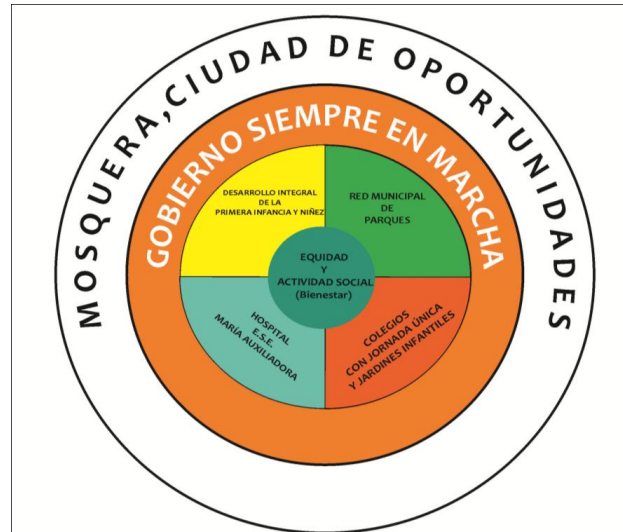 MOSQUERA, CIUDAD DE OPORTUNIDADES
GOBIERNO SIEMPRE EN MARCHA
DESARROLLO INTEGRAL
DE LA
PRIMERA INFANCIA Y NIÑEZ
RED MUNICIPAL
DE
PARQUES
EQUIDAD
Y
ACTIVIDAD SOCIAL
(Bienestar)
HOSPITAL
E.S.E.
MARÍA AUXILIADORA
COLEGIOS
CON JORNADA ÚNICA
Y JARDINES INFANTILES